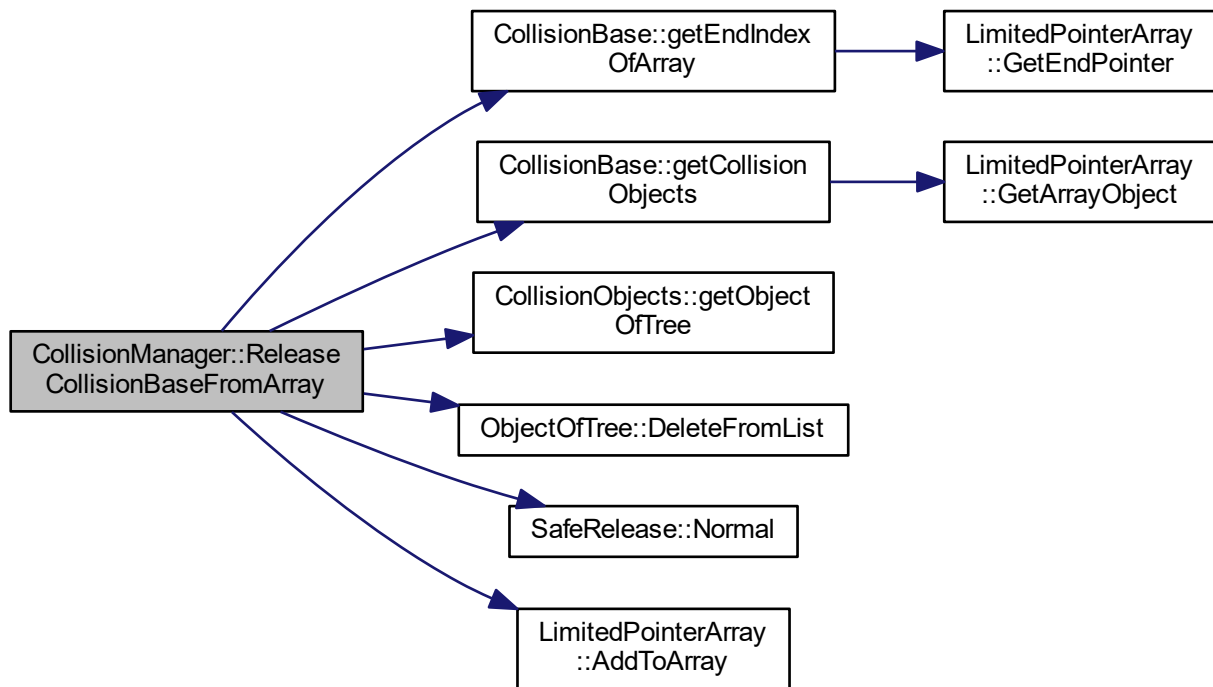 CollisionBase::getEndIndex
OfArray
LimitedPointerArray
::GetEndPointer
CollisionBase::getCollision
Objects
LimitedPointerArray
::GetArrayObject
CollisionObjects::getObject
OfTree
CollisionManager::Release
CollisionBaseFromArray
ObjectOfTree::DeleteFromList
SafeRelease::Normal
LimitedPointerArray
::AddToArray